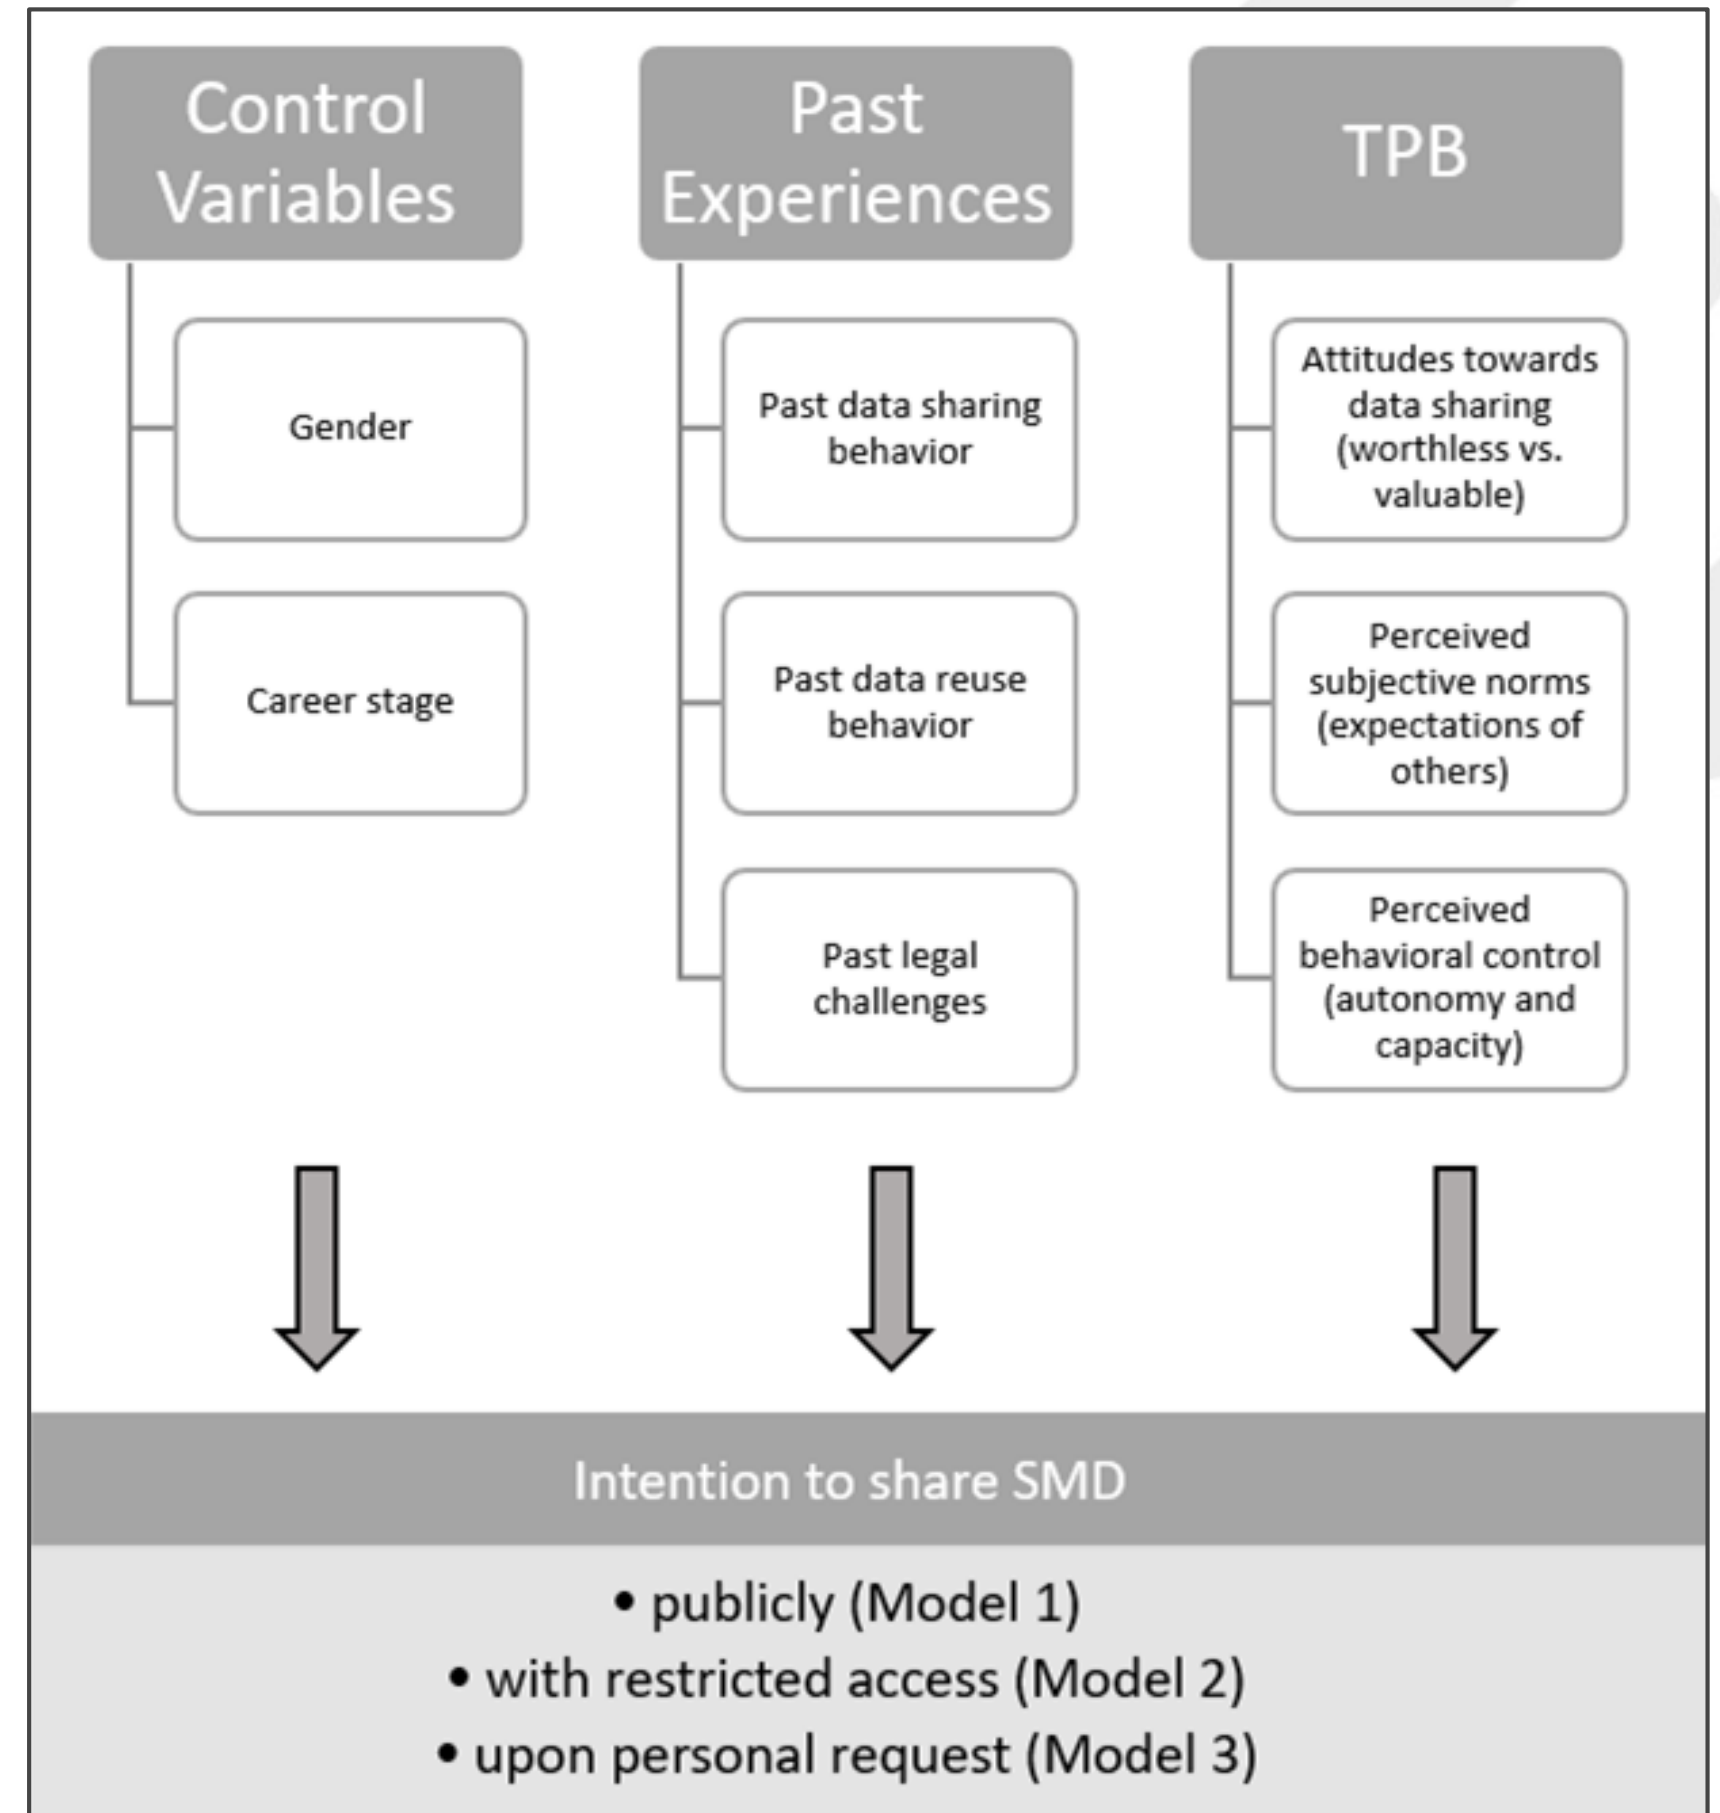 Control
Variables
Gender
Career stage
Past
Experiences
Past data sharing
behavior
Past data reuse
behavior
Past legal
challenges
TPB
Attitudes towards
data sharing
(worthless vs.
valuable)
Perceived
subjective norms
(expectations of
others)
Perceived
behavioral control
(autonomy and
capacity)
Intention to share SMD
• publicly (Model 1)
• with restricted access (Model 2)
• upon personal request (Model 3)